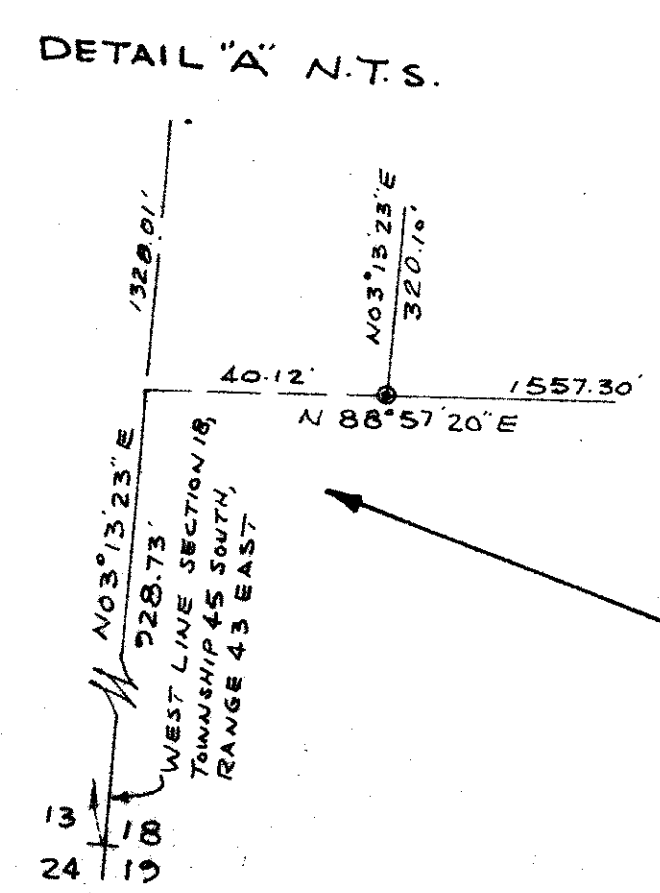 DETAIL "A" N.T.S.
1328.01'
N03°13'23"E
320.10'
40.12'
1557.30'
N 88°57'20"E
N03°13'23"E
928.73'
WEST LINE SECTION 18,
TOWNSHIP 45 SOUTH,
RANGE 43 EAST
13 18
24 19